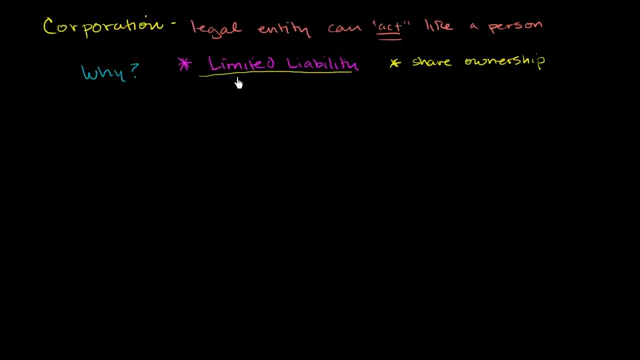 Corporation - legal entity can "act" like a person
Why? * Limited Liability * share ownership